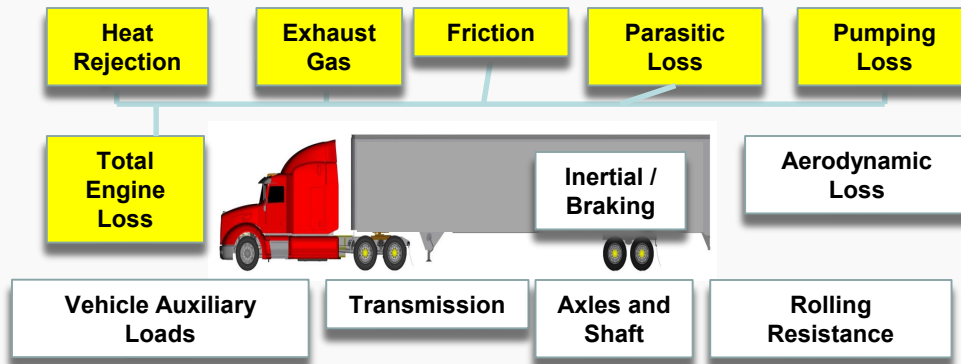 Heat
Rejection
Exhaust
Gas
Friction
Parasitic
Loss
Pumping
Loss
Total
Engine
Loss
Inertial /
Braking
Aerodynamic
Loss
Vehicle Auxiliary
Loads
Transmission
Axles and
Shaft
Rolling
Resistance